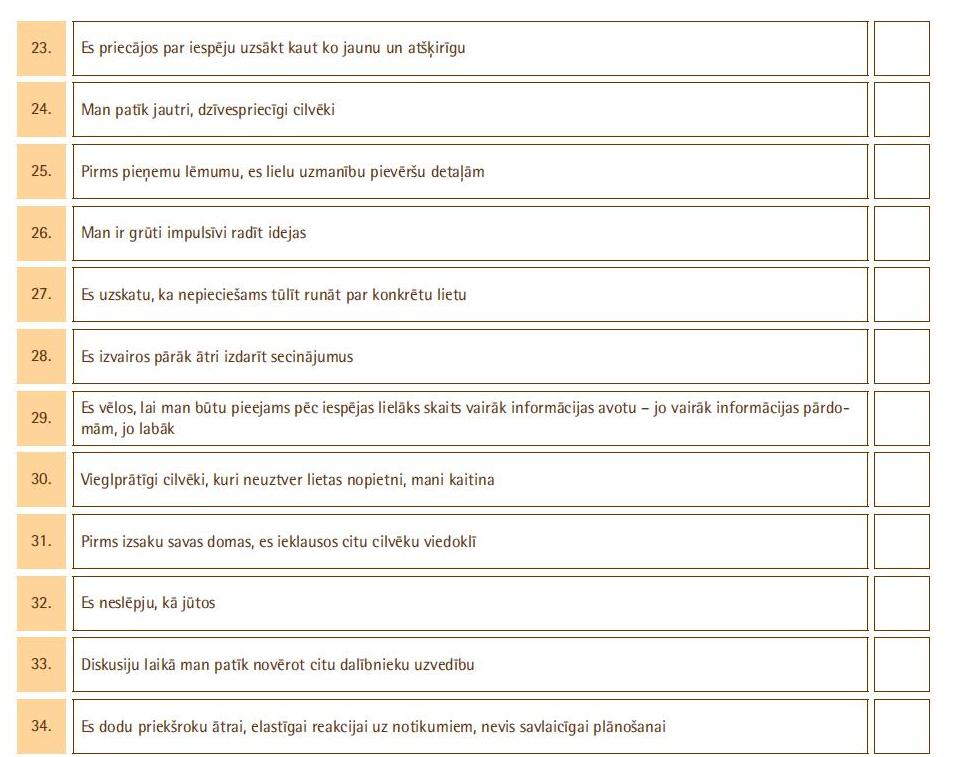 23. Es priecājos par iespēju uzsākt kaut ko jaunu un atšķirīgu
24. Man patīk jautri, dzīvespriecīgi cilvēki
25. Pirms pieņemu lēmumu, es lielu uzmanību pievēršu detaļām
26. Man ir grūti impulsīvi radīt idejas
27. Es uzskatu, ka nepieciešams tūlīt runāt par konkrētu lietu
28. Es izvairos pārāk ātri izdarīt secinājumus
29. Es vēlos, lai man būtu pieejams pēc iespējas lielāks skaits vairāk informācijas avotu – jo vairāk informācijas pārdo-
mām, jo labāk
30. Vieglprātīgi cilvēki, kuri neuztver lietas nopietni, mani kaitina
31. Pirms izsaku savas domas, es ieklausos citu cilvēku viedoklī
32. Es neslēpju, kā jūtos
33. Diskusiju laikā man patīk novērot citu dalībnieku uzvedību
34. Es dodu priekšroku ātrai, elastīgai reakcijai uz notikumiem, nevis savlaicīgai plānošanai